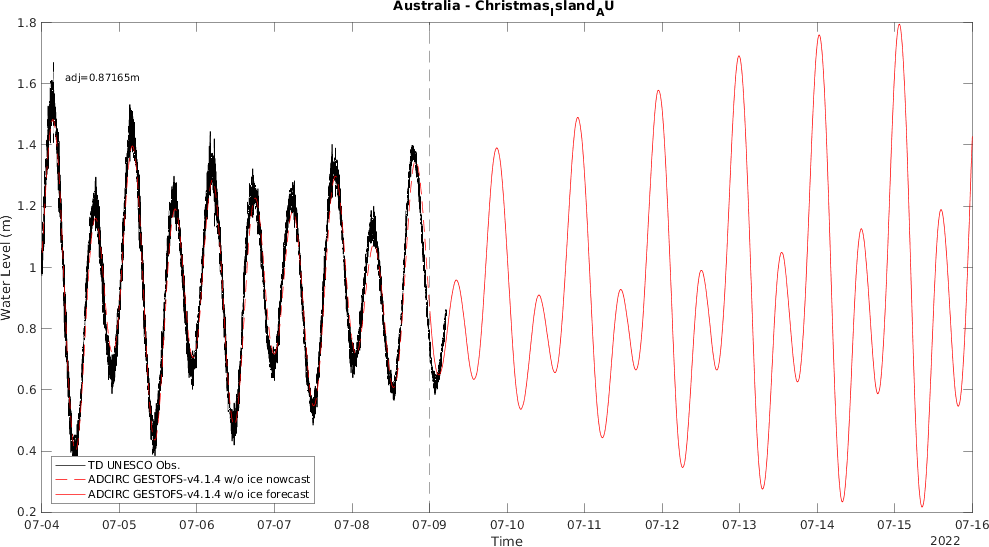 Australia - ChristmasIslandAU
adj=0.87165m
Water Level (m)
1.8
1.6
1.4
1.2
1
0.8
0.6
0.4
0.2
TD UNESCO Obs.
ADCIRC GESTOFS-v4.1.4 w/o ice nowcast
ADCIRC GESTOFS-v4.1.4 w/o ice forecast
07-04 07-05 07-06 07-07 07-08 07-09 07-10 07-11 07-12 07-13 07-14 07-15 07-16
Time
2022